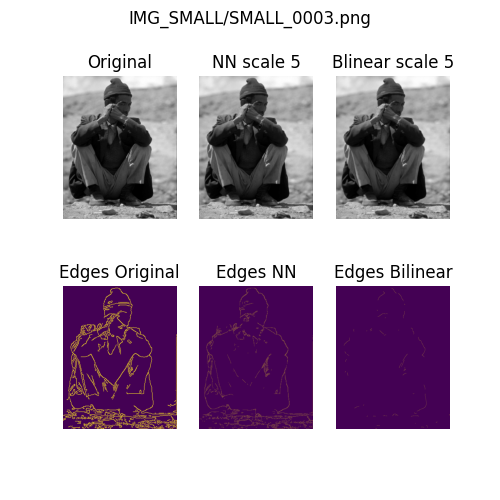 IMG_SMALL/SMALL_0003.png
Original
NN scale 5
Blinear scale 5
Edges Original
Edges NN
Edges Bilinear